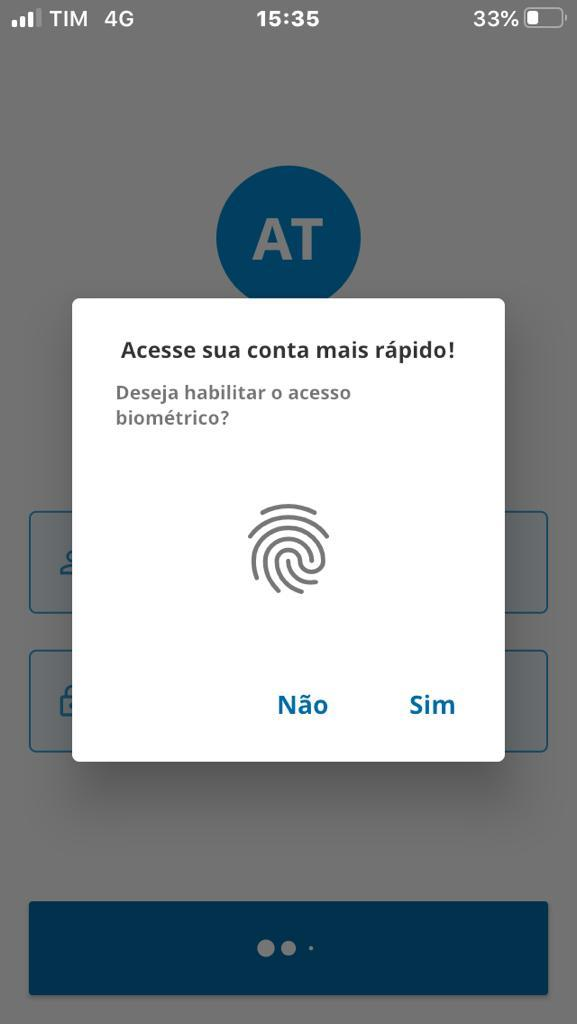 TIM 4G 15:35 33%
AT
Acesse sua conta mais rápido!
Deseja habilitar o acesso
biométrico?
Não Sim